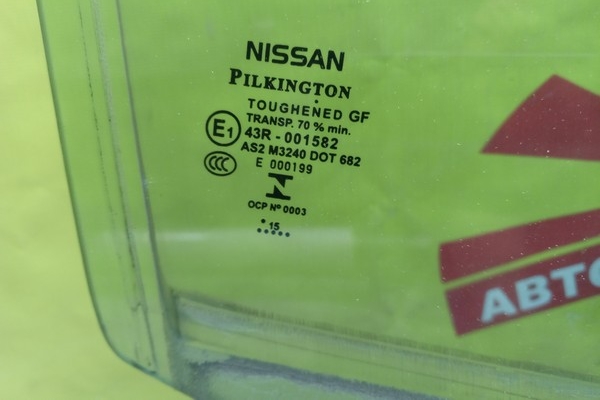 NISSAN
PILKINGTON
TOUGHENED GF
TRANSP. 70 % min.
E1
43R - 001582
AS2 M3240 DOT 682
CCC
E 000199
OCP Nº 0003
15
АВТО